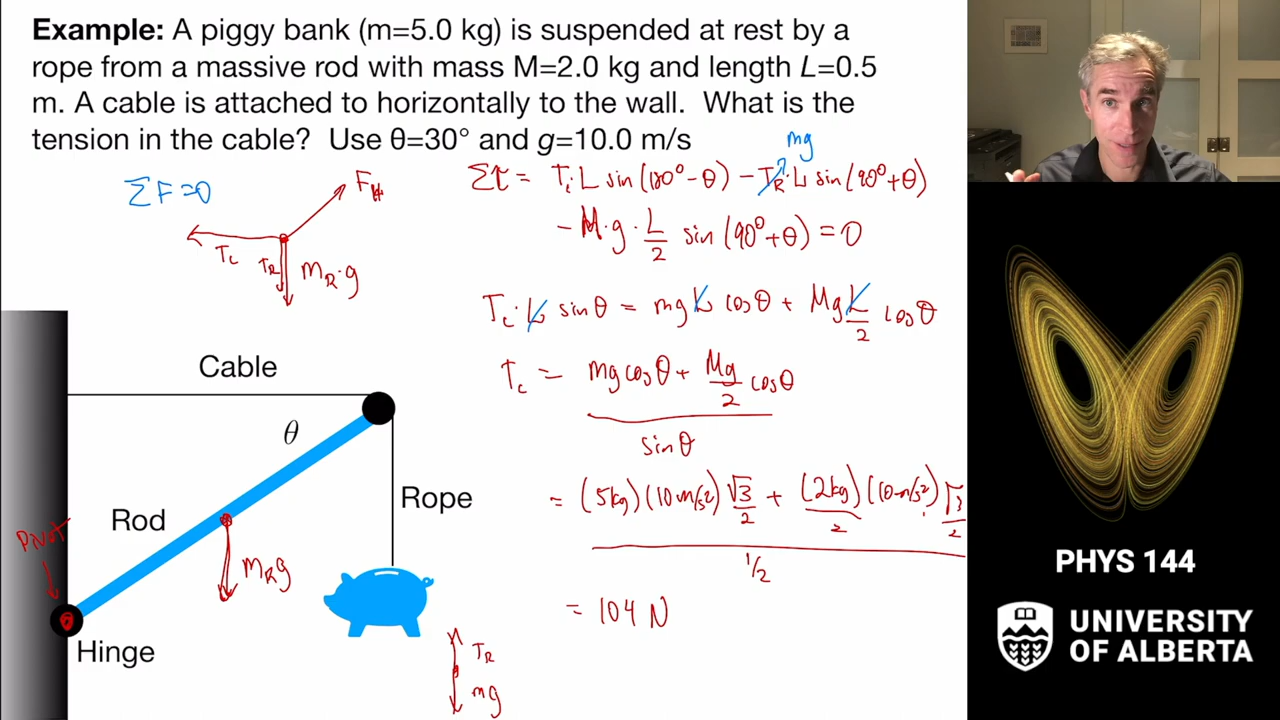 Example: A piggy bank (m=5.0 kg) is suspended at rest by a
rope from a massive rod with mass M=2.0 kg and length L=0.5
m. A cable is attached to horizontally to the wall. What is the
tension in the cable? Use θ=30° and g=10.0 m/s
mg
ΣF=0
F_H
T_C
T_R
m_R·g
Στ = T_C·L sin(180°-θ) - T_R·L sin(90°+θ)
- M·g·L/2 sin(90°+θ) = 0
T_C·L sinθ = mgL cosθ + MgL/2 cosθ
T_C = (mg cosθ + Mg/2 cosθ) / sinθ
= ((5kg)(10m/s²) √3/2 + (2kg)/2 (10m/s²) √3/2) / 1/2
= 104 N
Cable
θ
Rope
Rod
Pivot
m_R g
Hinge
T_R
mg
PHYS 144
UNIVERSITY
OF ALBERTA